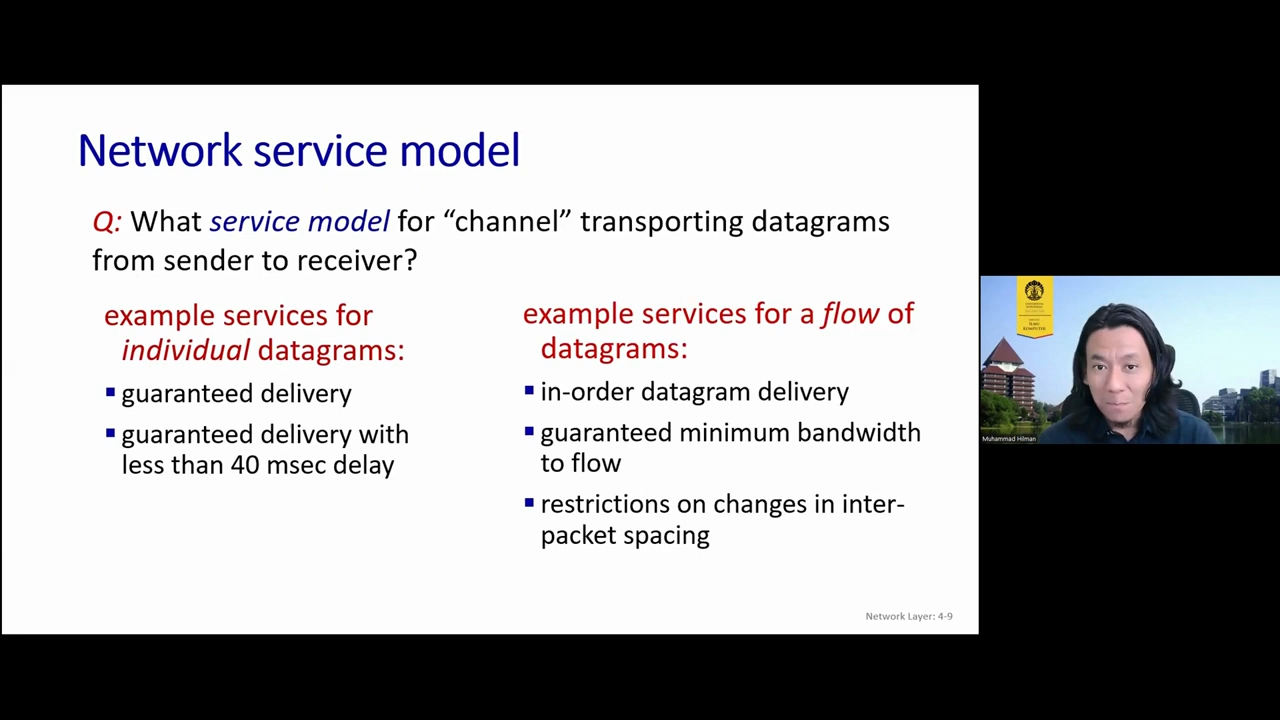 Network service model
Q: What service model for “channel” transporting datagrams
from sender to receiver?
example services for
individual datagrams:
▪ guaranteed delivery
▪ guaranteed delivery with
less than 40 msec delay
example services for a flow of
datagrams:
▪ in-order datagram delivery
▪ guaranteed minimum bandwidth
to flow
▪ restrictions on changes in inter-
packet spacing
Network Layer: 4-9
ILMU
KOMPUTER
Muhammad Hilman